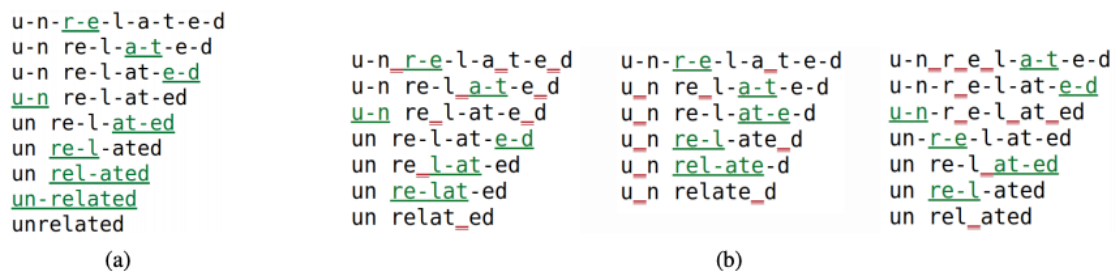 u-n-r-e-l-a-t-e-d
u-n re-l-a-t-e-d
u-n re-l-at-e-d
u-n re-l-at-ed
un re-l-at-ed
un re-l-ated
un rel-ated
un-related
unrelated
(a)
u-n_r-e-l-a_t-e_d
u-n re-l_a-t-e_d
u-n re_l-at-e_d
un re-l-at-e-d
un re_l-at-ed
un re-lat-ed
un relat_ed
u-n-r-e-l-a_t-e-d
u_n re_l-a-t-e-d
u_n re-l-at-e-d
u_n re-l-ate_d
u_n rel-ate-d
u_n relate_d
u-n_r_e_l-a-t-e-d
u-n-r_e-l-at-e-d
u-n-r_e-l_at_ed
un-r-e-l-at-ed
un re-l_at-ed
un re-l-ated
un rel_ated
(b)